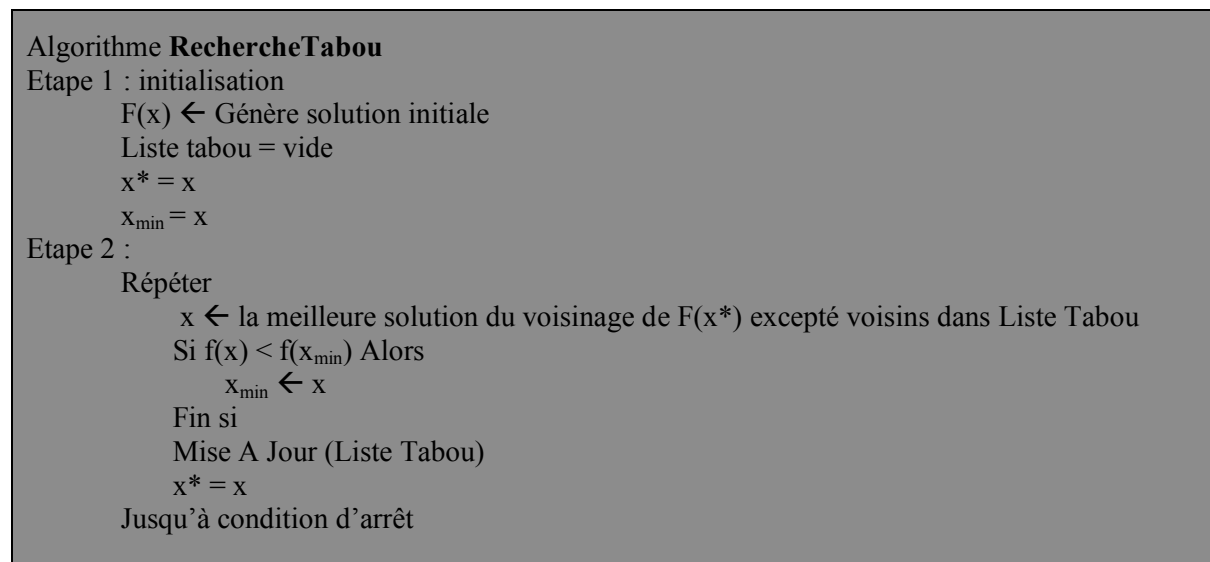 Algorithme RechercheTabou
Etape 1 : initialisation
F(x) ← Génère solution initiale
Liste tabou = vide
x* = x
xmin = x
Etape 2 :
Répéter
x ← la meilleure solution du voisinage de F(x*) excepté voisins dans Liste Tabou
Si f(x) < f(xmin) Alors
xmin ← x
Fin si
Mise A Jour (Liste Tabou)
x* = x
Jusqu’à condition d’arrêt